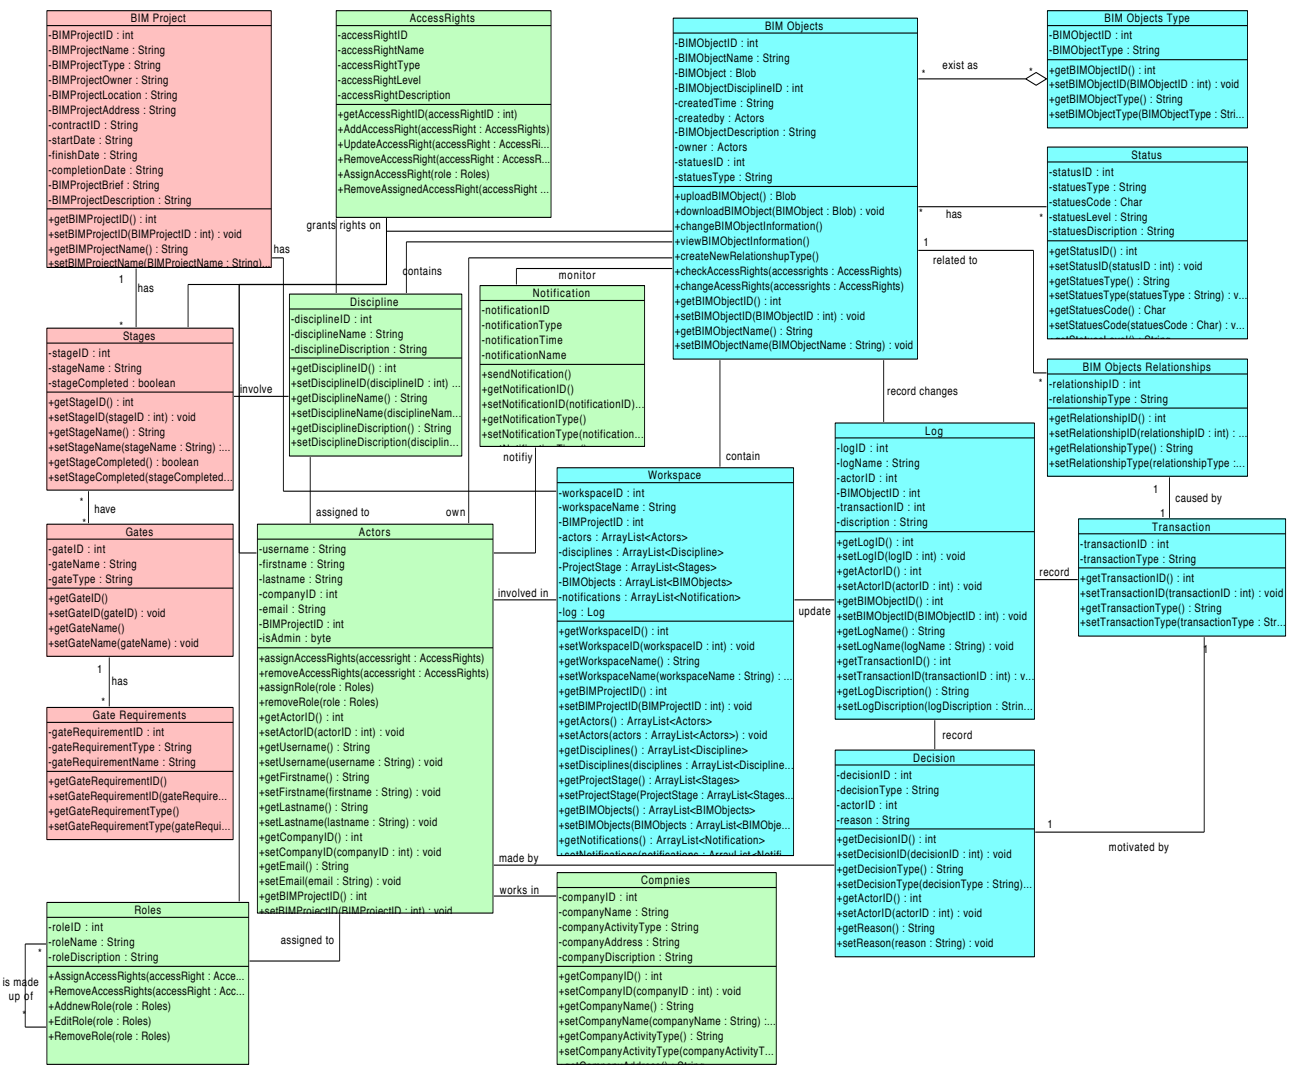 BIM Project
-BIMProjectID : int
-BIMProjectName : String
-BIMProjectType : String
-BIMProjectOwner : String
-BIMProjectLocation : String
-BIMProjectAddress : String
-contractID : String
-startDate : String
-finishDate : String
-completionDate : String
-BIMProjectBrief : String
-BIMProjectDescription : String
+getBIMProjectID() : int
+setBIMProjectID(BIMProjectID : int) : void
+getBIMProjectName() : String
+setBIMProjectName(BIMProjectName : String)...
AccessRights
-accessRightID
-accessRightName
-accessRightType
-accessRightLevel
-accessRightDescription
+getAccessRightID(accessRightID : int)
+AddAccessRight(accessRight : AccessRights)
+UpdateAccessRight(accessRight : AccessRi...
+RemoveAccessRight(accessRight : AccessR...
+AssignAccessRight(role : Roles)
+RemoveAssignedAccessRight(accessRight ...
BIM Objects
-BIMObjectID : int
-BIMObjectName : String
-BIMObject : Blob
-BIMObjectDisciplineID : int
-createdTime : String
-createdby : Actors
-BIMObjectDescription : String
-owner : Actors
-statuesID : int
-statuesType : String
+uploadBIMObject() : Blob
+downloadBIMObject(BIMObject : Blob) : void
+changeBIMObjectInformation()
+viewBIMObjectInformation()
+createNewRelationshupType()
+checkAccessRights(accessrights : AccessRights)
+changeAcessRights(accessrights : AccessRights)
+getBIMObjectID() : int
+setBIMObjectID(BIMObjectID : int) : void
+getBIMObjectName() : String
+setBIMObjectName(BIMObjectName : String) : void
exist as
*
*
BIM Objects Type
-BIMObjectID : int
-BIMObjectType : String
+getBIMObjectID() : int
+setBIMObjectID(BIMObjectID : int) : void
+getBIMObjectType() : String
+setBIMObjectType(BIMObjectType : Stri...
has
*
*
Status
-statusID : int
-statuesType : String
-statuesCode : Char
-statuesLevel : String
-statuesDiscription : String
+getStatusID() : int
+setStatusID(statusID : int) : void
+getStatuesType() : String
+setStatuesType(statuesType : String) : v...
+getStatuesCode() : Char
+setStatuesCode(statuesCode : Char) : v...
1
related to
*
grants rights on
has
contains
monitor
1
has
*
Stages
-stageID : int
-stageName : String
-stageCompleted : boolean
+getStageID() : int
+setStageID(stageID : int) : void
+getStageName() : String
+setStageName(stageName : String) :...
+getStageCompleted() : boolean
+setStageCompleted(stageCompleted...
involve
Discipline
-disciplineID : int
-disciplineName : String
-disciplineDiscription : String
+getDisciplineID() : int
+setDisciplineID(disciplineID : int) ...
+getDisciplineName() : String
+setDisciplineName(disciplineNam...
+getDisciplineDiscription() : String
+setDisciplineDiscription(disciplin...
Notification
-notificationID
-notificationType
-notificationTime
-notificationName
+sendNotification()
+getNotificationID()
+setNotificationID(notificationID)...
+getNotificationType()
+setNotificationType(notification...
notifiy
contain
record changes
BIM Objects Relationships
-relationshipID : int
-relationshipType : String
+getRelationshipID() : int
+setRelationshipID(relationshipID : int) : ...
+getRelationshipType() : String
+setRelationshipType(relationshipType :...
1
caused by
1
*
have
*
Gates
-gateID : int
-gateName : String
-gateType : String
+getGateID()
+setGateID(gateID) : void
+getGateName()
+setGateName(gateName) : void
1
has
*
Gate Requirements
-gateRequirementID : int
-gateRequirementType : String
-gateRequirementName : String
+getGateRequirementID()
+setGateRequirementID(gateRequire...
+getGateRequirementType()
+setGateRequirementType(gateRequi...
assigned to
own
Actors
-username : String
-firstname : String
-lastname : String
-companyID : int
-email : String
-BIMProjectID : int
-isAdmin : byte
+assignAccessRights(accessright : AccessRights)
+removeAccessRights(accesright : AccessRights)
+assignRole(role : Roles)
+removeRole(role : Roles)
+getActorID() : int
+setActorID(actorID : int) : void
+getUsername() : String
+setUsername(username : String) : void
+getFirstname() : String
+setFirstname(firstname : String) : void
+getLastname() : String
+setLastname(lastname : String) : void
+getCompanyID() : int
+setCompanyID(companyID : int) : void
+getEmail() : String
+setEmail(email : String) : void
+getBIMProjectID() : int
+setBIMProjectID(BIMProjectID : int) : void
involved in
Workspace
-workspaceID : int
-workspaceName : String
-BIMProjectID : int
-actors : ArrayList<Actors>
-disciplines : ArrayList<Discipline>
-ProjectStage : ArrayList<Stages>
-BIMObjects : ArrayList<BIMObjects>
-notifications : ArrayList<Notification>
-log : Log
+getWorkspaceID() : int
+setWorkspaceID(workspaceID : int) : void
+getWorkspaceName() : String
+setWorkspaceName(workspaceName : String) : ...
+getBIMProjectID() : int
+setBIMProjectID(BIMProjectID : int) : void
+getActors() : ArrayList<Actors>
+setActors(actors : ArrayList<Actors>) : void
+getDisciplines() : ArrayList<Discipline>
+setDisciplines(disciplines : ArrayList<Discipline...
+getProjectStage() : ArrayList<Stages>
+setProjectStage(ProjectStage : ArrayList<Stages...
+getBIMObjects() : ArrayList<BIMObjects>
+setBIMObjects(BIMObjects : ArrayList<BIMObje...
+getNotifications() : ArrayList<Notification>
+setNotifications(notifications : ArrayList<Notifi...
update
Log
-logID : int
-logName : String
-actorID : int
-BIMObjectID : int
-transactionID : int
-discription : String
+getLogID() : int
+setLogID(logID : int) : void
+getActorID() : int
+setActorID(actorID : int) : void
+getBIMObjectID() : int
+setBIMObjectID(BIMObjectID : int) : void
+getLogName() : String
+setLogName(logName : String) : void
+getTransactionID() : int
+setTransactionID(transactionID : int) : v...
+getLogDiscription() : String
+setLogDiscription(logDiscription : Strin...
record
Transaction
-transactionID : int
-transactionType : String
+getTransactionID() : int
+setTransactionID(transactionID : int) : void
+getTransactionType() : String
+setTransactionType(transactionType : Str...
1
record
Decision
-decisionID : int
-decisionType : String
-actorID : int
-reason : String
+getDecisionID() : int
+setDecisionID(decisionID : int) : void
+getDecisionType() : String
+setDecisionType(decisionType : String)...
+getActorID() : int
+setActorID(actorID : int) : void
+getReason() : String
+setReason(reason : String) : void
1
motivated by
made by
works in
Compnies
-companyID : int
-companyName : String
-companyActivityType : String
-companyAddress : String
-companyDiscription : String
+getCompanyID() : int
+setCompanyID(companyID : int) : void
+getCompanyName() : String
+setCompanyName(companyName : String) :...
+getCompanyActivityType() : String
+setCompanyActivityType(companyActivityT...
assigned to
Roles
-roleID : int
-roleName : String
-roleDiscription : String
+AssignAccessRights(accessRight : Acce...
+RemoveAccessRights(accessRight : Acc...
+AddnewRole(role : Roles)
+EditRole(role : Roles)
+RemoveRole(role : Roles)
*
is made
up of
*